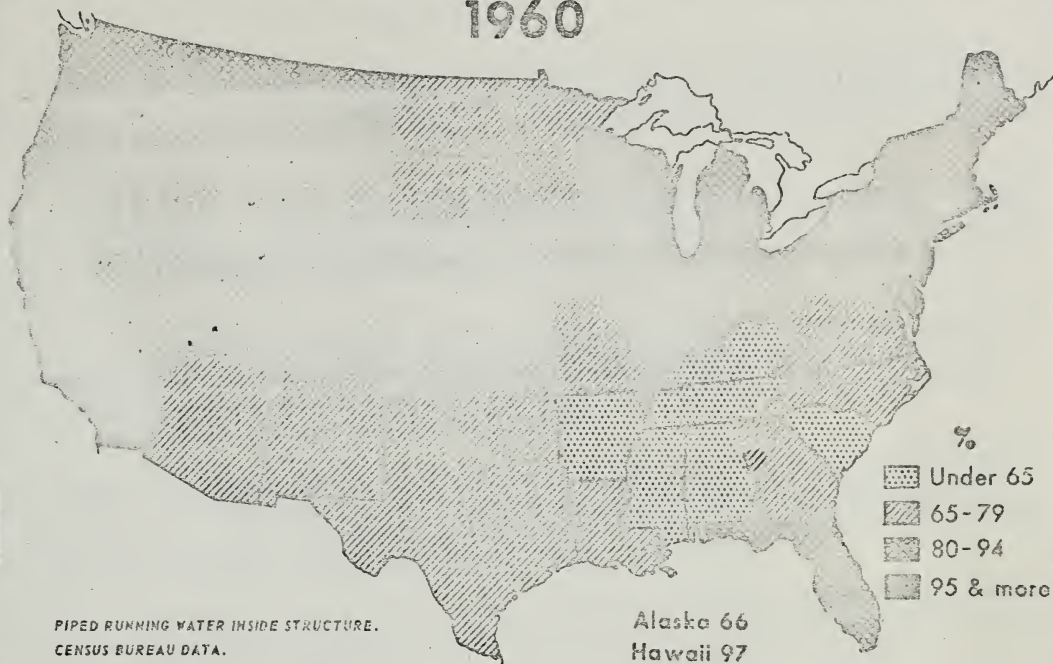 1960
%
Under 65
65-79
80-94
95 & more
Alaska 66
Hawaii 97
PIPED RUNNING WATER INSIDE STRUCTURE.
CENSUS BUREAU DATA.